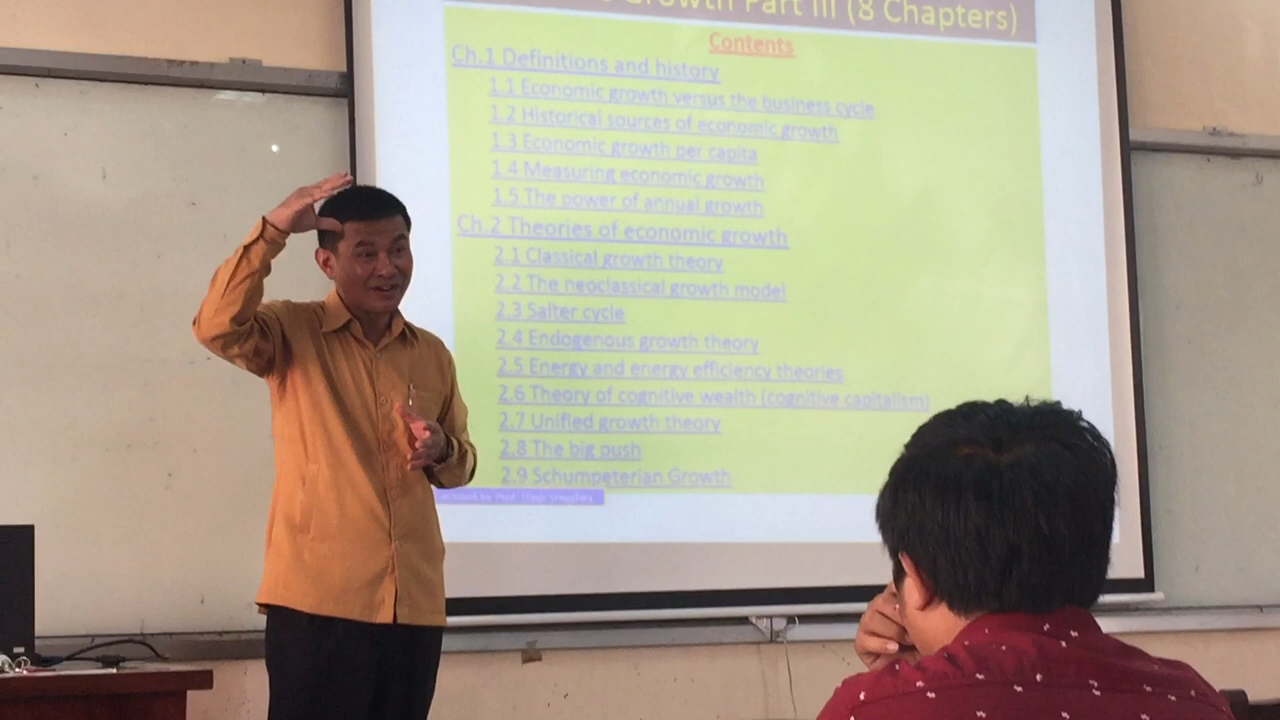 Growth Part III (8 Chapters)
Contents
Ch.1 Definitions and history
1.1 Economic growth versus the business cycle
1.2 Historical sources of economic growth
1.3 Economic growth per capita
1.4 Measuring economic growth
1.5 The power of annual growth
Ch.2 Theories of economic growth
2.1 Classical growth theory
2.2 The neoclassical growth model
2.3 Salter cycle
2.4 Endogenous growth theory
2.5 Energy and energy efficiency theories
2.6 Theory of cognitive wealth (cognitive capitalism)
2.7 Unified growth theory
2.8 The big push
2.9 Schumpeterian Growth
by Prof.